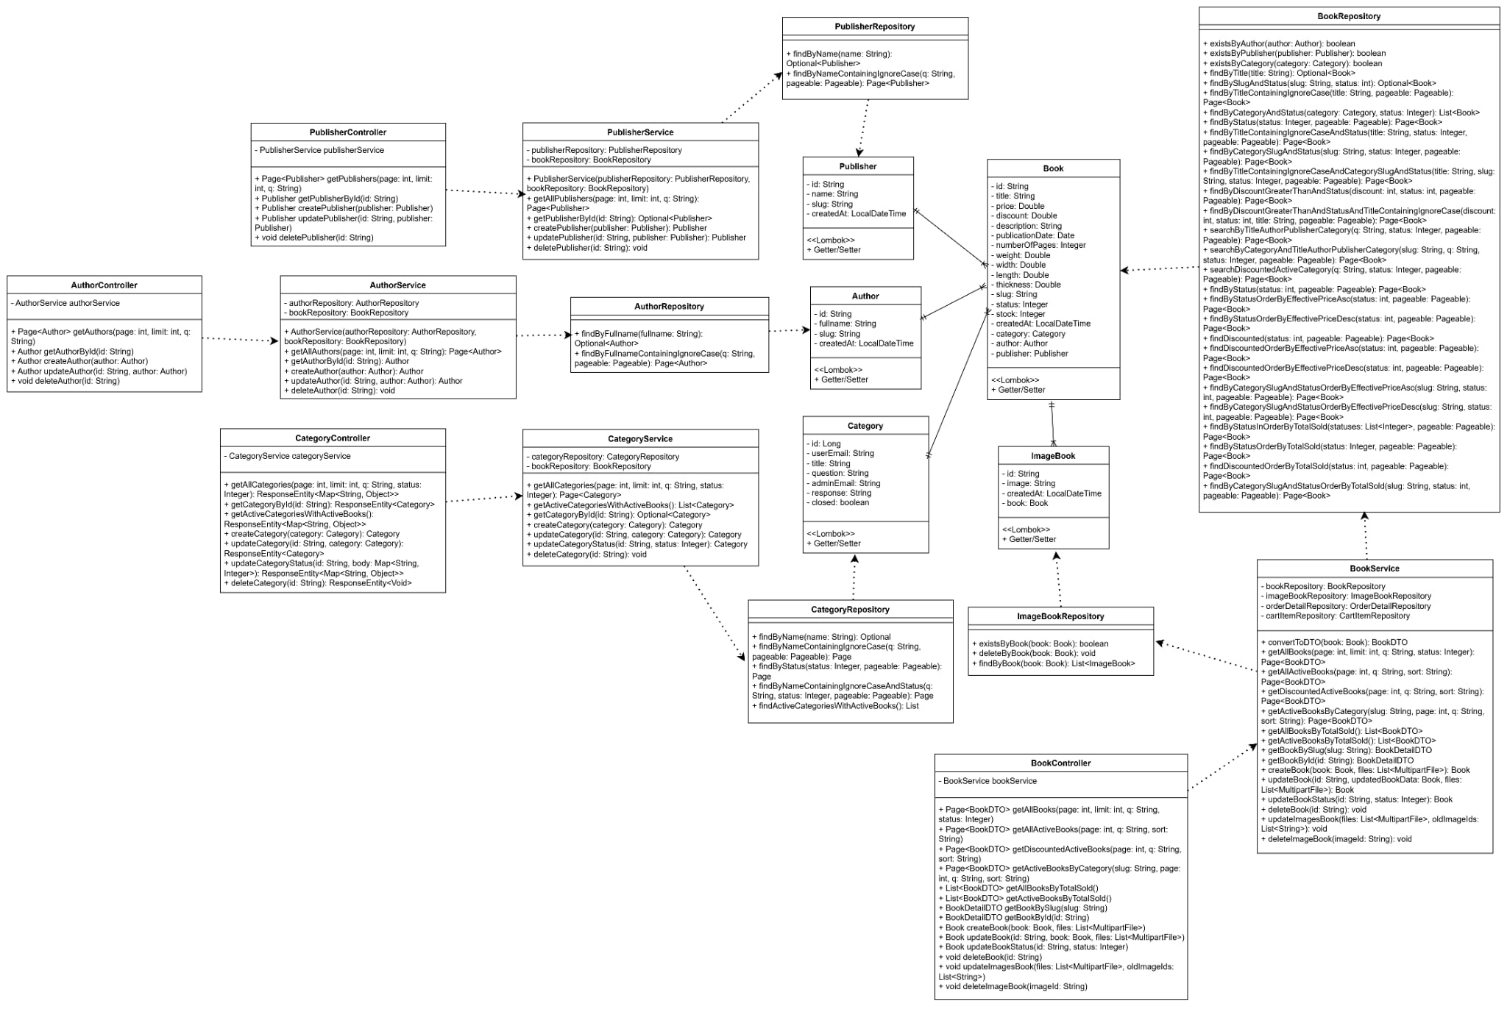 PublisherRepository
+ findByName(name: String):
Optional<Publisher>
+ findByNameContainingIgnoreCase(q: String,
pageable: Pageable): Page<Publisher>
BookRepository
+ existsByAuthor(author: Author): boolean
+ existsByPublisher(publisher: Publisher): boolean
+ existsByCategory(category: Category): boolean
+ findByTitle(title: String): Optional<Book>
+ findBySlugAndStatus(slug: String, status: int): Optional<Book>
+ findByTitleContainingIgnoreCase(title: String, pageable: Pageable):
Page<Book>
+ findByCategoryAndStatus(category: Category, status: Integer): List<Book>
+ findByStatus(status: Integer, pageable: Pageable): Page<Book>
+ findByTitleContainingIgnoreCaseAndStatus(title: String, status: Integer,
pageable: Pageable): Page<Book>
+ findByCategorySlugAndStatus(slug: String, status: Integer, pageable:
Pageable): Page<Book>
+ findByTitleContainingIgnoreCaseAndCategorySlugAndStatus(title: String, slug:
String, status: Integer, pageable: Pageable): Page<Book>
+ findByDiscountGreaterThanAndStatus(discount: int, status: int, pageable:
Pageable): Page<Book>
+ findByDiscountGreaterThanAndStatusAndTitleContainingIgnoreCase(discount:
int, status: int, title: String, pageable: Pageable): Page<Book>
+ searchByTitleAuthorPublisherCategory(q: String, status: Integer, pageable:
Pageable): Page<Book>
+ searchByCategoryAndTitleAuthorPublisherCategory(slug: String, q: String,
status: Integer, pageable: Pageable): Page<Book>
+ searchDiscountedActiveCategory(q: String, status: Integer, pageable:
Pageable): Page<Book>
+ findByStatus(status: int, pageable: Pageable): Page<Book>
+ findByStatusOrderByEffectivePriceAsc(status: int, pageable: Pageable):
Page<Book>
+ findByStatusOrderByEffectivePriceDesc(status: int, pageable: Pageable):
Page<Book>
+ findDiscounted(status: int, pageable: Pageable): Page<Book>
+ findDiscountedOrderByEffectivePriceAsc(status: int, pageable: Pageable):
Page<Book>
+ findDiscountedOrderByEffectivePriceDesc(status: int, pageable: Pageable):
Page<Book>
+ findByCategorySlugAndStatusOrderByEffectivePriceAsc(slug: String, status:
int, pageable: Pageable): Page<Book>
+ findByCategorySlugAndStatusOrderByEffectivePriceDesc(slug: String, status:
int, pageable: Pageable): Page<Book>
+ findByStatusInOrderByTotalSold(statuses: List<Integer>, pageable: Pageable):
Page<Book>
+ findByStatusOrderByTotalSold(status: Integer, pageable: Pageable):
Page<Book>
+ findDiscountedOrderByTotalSold(status: int, pageable: Pageable):
Page<Book>
+ findByCategorySlugAndStatusOrderByTotalSold(slug: String, status: int,
pageable: Pageable): Page<Book>
PublisherController
- PublisherService publisherService
+ Page<Publisher> getPublishers(page: int, limit:
int, q: String)
+ Publisher getPublisherById(id: String)
+ Publisher createPublisher(publisher: Publisher)
+ Publisher updatePublisher(id: String, publisher:
Publisher)
+ void deletePublisher(id: String)
PublisherService
- publisherRepository: PublisherRepository
- bookRepository: BookRepository
+ PublisherService(publisherRepository: PublisherRepository,
bookRepository: BookRepository)
+ getAllPublishers(page: int, limit: int, q: String):
Page<Publisher>
+ getPublisherById(id: String): Optional<Publisher>
+ createPublisher(publisher: Publisher): Publisher
+ updatePublisher(id: String, publisher: Publisher): Publisher
+ deletePublisher(id: String): void
Publisher
- id: String
- name: String
- slug: String
- createdAt: LocalDateTime
<<Lombok>>
+ Getter/Setter
Book
- id: String
- title: String
- price: Double
- discount: Double
- description: String
- publicationDate: Date
- numberOfPages: Integer
- weight: Double
- width: Double
- length: Double
- thickness: Double
- slug: String
- status: Integer
- stock: Integer
- createdAt: LocalDateTime
- category: Category
- author: Author
- publisher: Publisher
<<Lombok>>
+ Getter/Setter
AuthorController
- AuthorService authorService
+ Page<Author> getAuthors(page: int, limit: int, q:
String)
+ Author getAuthorById(id: String)
+ Author createAuthor(author: Author)
+ Author updateAuthor(id: String, author: Author)
+ void deleteAuthor(id: String)
AuthorService
- authorRepository: AuthorRepository
- bookRepository: BookRepository
+ AuthorService(authorRepository: AuthorRepository,
bookRepository: BookRepository)
+ getAllAuthors(page: int, limit: int, q: String): Page<Author>
+ getAuthorById(id: String): Author
+ createAuthor(author: Author): Author
+ updateAuthor(id: String, author: Author): Author
+ deleteAuthor(id: String): void
AuthorRepository
+ findByFullname(fullname: String):
Optional<Author>
+ findByFullnameContainingIgnoreCase(q: String,
pageable: Pageable): Page<Author>
Author
- id: String
- fullname: String
- slug: String
- createdAt: LocalDateTime
<<Lombok>>
+ Getter/Setter
CategoryController
- CategoryService categoryService
+ getAllCategories(page: int, limit: int, q: String, status:
Integer): ResponseEntity<Map<String, Object>>
+ getCategoryById(id: String): ResponseEntity<Category>
+ getActiveCategoriesWithActiveBooks():
ResponseEntity<Map<String, Object>>
+ createCategory(category: Category): Category
+ updateCategory(id: String, category: Category):
ResponseEntity<Category>
+ updateCategoryStatus(id: String, body: Map<String,
Integer>): ResponseEntity<Map<String, Object>>
+ deleteCategory(id: String): ResponseEntity<Void>
CategoryService
- categoryRepository: CategoryRepository
- bookRepository: BookRepository
+ getAllCategories(page: int, limit: int, q: String, status:
Integer): Page<Category>
+ getActiveCategoriesWithActiveBooks(): List<Category>
+ getCategoryById(id: String): Optional<Category>
+ createCategory(category: Category): Category
+ updateCategory(id: String, category: Category): Category
+ updateCategoryStatus(id: String, status: Integer): Category
+ deleteCategory(id: String): void
Category
- id: Long
- userEmail: String
- title: String
- question: String
- adminEmail: String
- response: String
- closed: boolean
<<Lombok>>
+ Getter/Setter
ImageBook
- id: String
- image: String
- createdAt: LocalDateTime
- book: Book
<<Lombok>>
+ Getter/Setter
CategoryRepository
+ findByName(name: String): Optional
+ findByNameContainingIgnoreCase(q: String,
pageable: Pageable): Page
+ findByStatus(status: Integer, pageable: Pageable):
Page
+ findByNameContainingIgnoreCaseAndStatus(q:
String, status: Integer, pageable: Pageable): Page
+ findActiveCategoriesWithActiveBooks(): List
ImageBookRepository
+ existsByBook(book: Book): boolean
+ deleteByBook(book: Book): void
+ findByBook(book: Book): List<ImageBook>
BookService
- bookRepository: BookRepository
- imageBookRepository: ImageBookRepository
- orderDetailRepository: OrderDetailRepository
- cartItemRepository: CartItemRepository
+ convertToDTO(book: Book): BookDTO
+ getAllBooks(page: int, limit: int, q: String, status: Integer):
Page<BookDTO>
+ getAllActiveBooks(page: int, q: String, sort: String):
Page<BookDTO>
+ getDiscountedActiveBooks(page: int, q: String, sort: String):
Page<BookDTO>
+ getActiveBooksByCategory(slug: String, page: int, q: String,
sort: String): Page<BookDTO>
+ getAllBooksByTotalSold(): List<BookDTO>
+ getActiveBooksByTotalSold(): List<BookDTO>
+ getBookBySlug(slug: String): BookDetailDTO
+ getBookById(id: String): BookDetailDTO
+ createBook(book: Book, files: List<MultipartFile>): Book
+ updateBook(id: String, updatedBookData: Book, files:
List<MultipartFile>): Book
+ updateBookStatus(id: String, status: Integer): Book
+ deleteBook(id: String): void
+ updateImagesBook(files: List<MultipartFile>, oldImageIds:
List<String>): void
+ deleteImageBook(imageId: String): void
BookController
- BookService bookService
+ Page<BookDTO> getAllBooks(page: int, limit: int, q: String,
status: Integer)
+ Page<BookDTO> getAllActiveBooks(page: int, q: String, sort:
String)
+ Page<BookDTO> getDiscountedActiveBooks(page: int, q: String,
sort: String)
+ Page<BookDTO> getActiveBooksByCategory(slug: String, page:
int, q: String, sort: String)
+ List<BookDTO> getAllBooksByTotalSold()
+ List<BookDTO> getActiveBooksByTotalSold()
+ BookDetailDTO getBookBySlug(slug: String)
+ BookDetailDTO getBookById(id: String)
+ Book createBook(book: Book, files: List<MultipartFile>)
+ Book updateBook(id: String, book: Book, files: List<MultipartFile>)
+ Book updateBookStatus(id: String, status: Integer)
+ void deleteBook(id: String)
+ void updateImagesBook(files: List<MultipartFile>, oldImageIds:
List<String>)
+ void deleteImageBook(imageId: String)